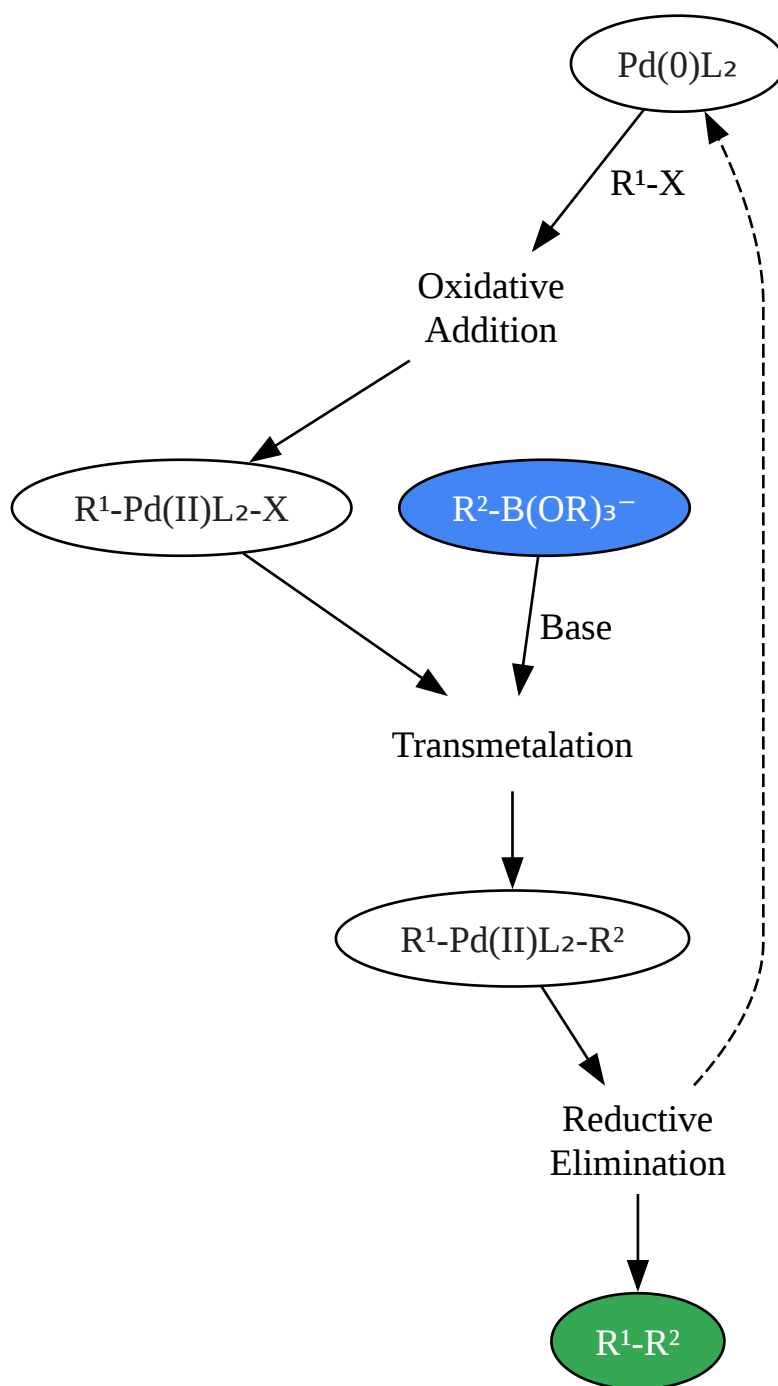 Pd(0)L₂
R¹-X
Oxidative
Addition
R¹-Pd(II)L₂-X
R²-B(OR)₃⁻
Base
Transmetalation
R¹-Pd(II)L₂-R²
Reductive
Elimination
R¹-R²